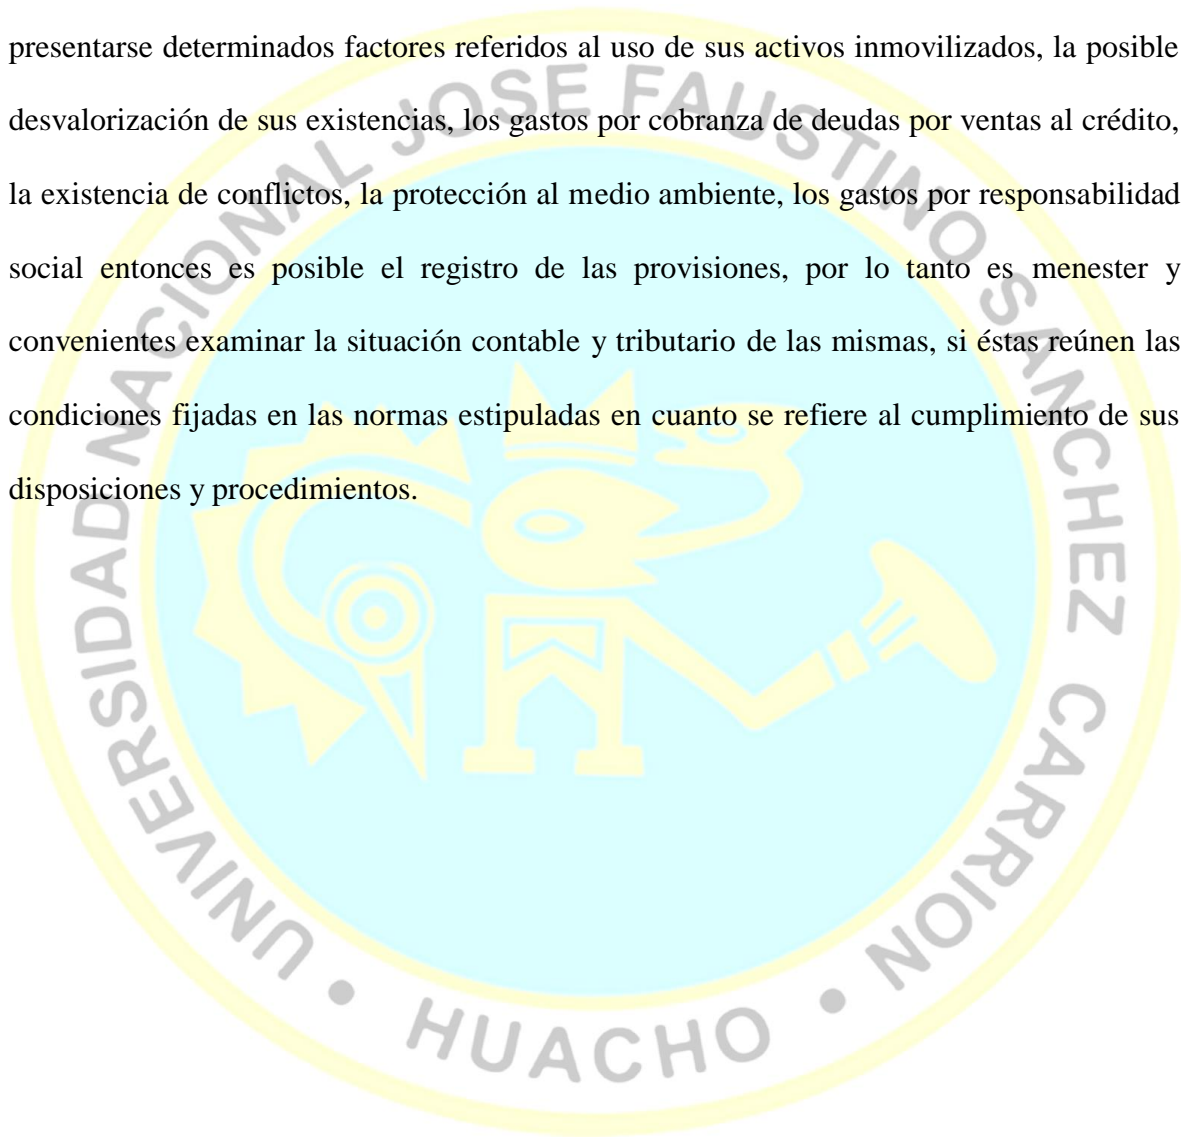 presentarse determinados factores referidos al uso de sus activos inmovilizados, la posible
desvalorización de sus existencias, los gastos por cobranza de deudas por ventas al crédito,
la existencia de conflictos, la protección al medio ambiente, los gastos por responsabilidad
social entonces es posible el registro de las provisiones, por lo tanto es menester y
convenientes examinar la situación contable y tributario de las mismas, si éstas reúnen las
condiciones fijadas en las normas estipuladas en cuanto se refiere al cumplimiento de sus
disposiciones y procedimientos.
UNIVERSIDAD NACIONAL JOSE FAUSTINO SANCHEZ CARRION
• HUACHO •